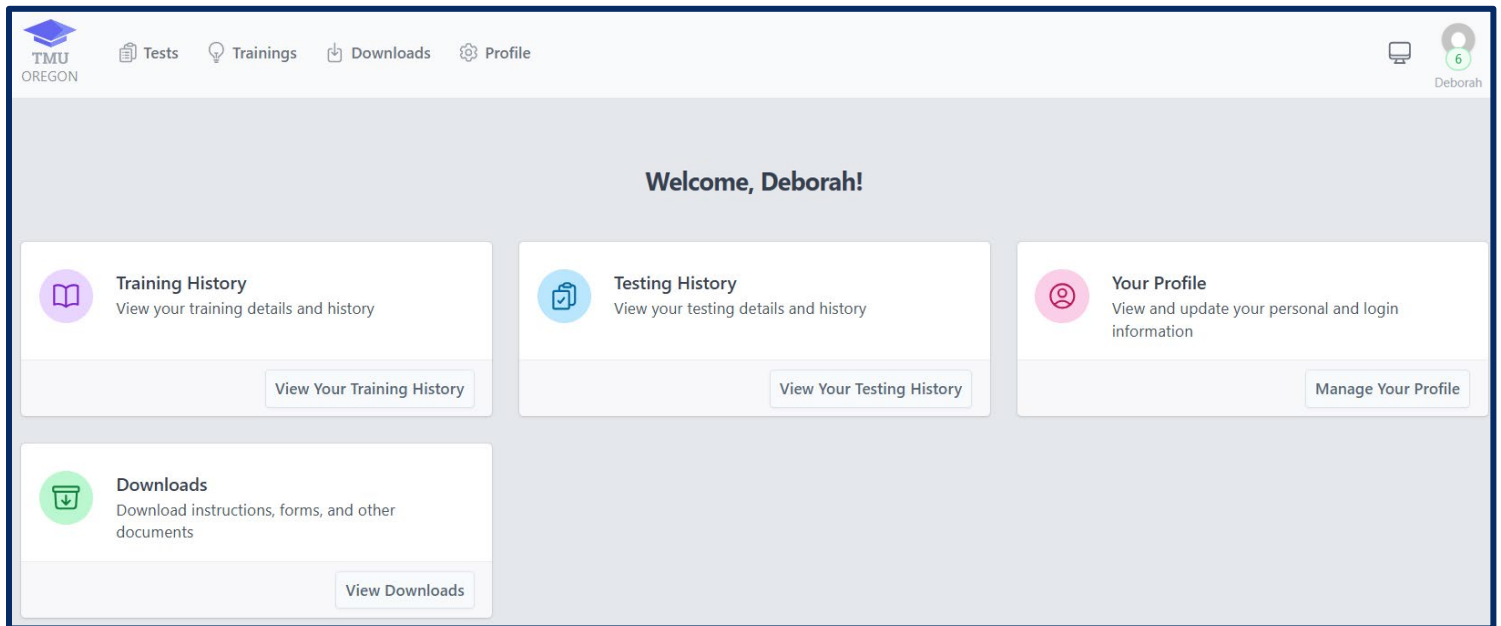 TMU
OREGON
Tests
Trainings
Downloads
Profile
6
Deborah
Welcome, Deborah!
Training History
View your training details and history
View Your Training History
Testing History
View your testing details and history
View Your Testing History
Your Profile
View and update your personal and login
information
Manage Your Profile
Downloads
Download instructions, forms, and other
documents
View Downloads